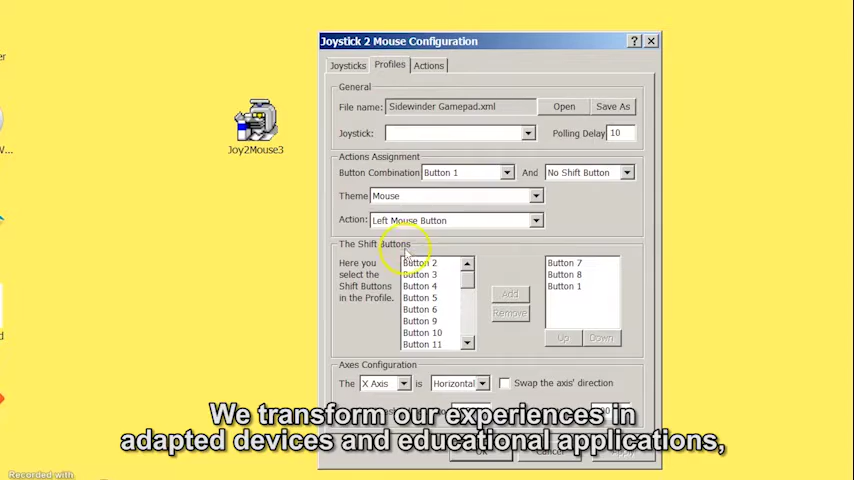 Joystick 2 Mouse Configuration
Joysticks Profiles Actions
General
File name: Sidewinder Gamepad.xml Open Save As
Joystick: Polling Delay 10
Actions Assignment
Button Combination Button 1 And No Shift Button
Theme Mouse
Action: Left Mouse Button
The Shift Buttons
Here you
select the
Shift Buttons
in the Profile.
Button 2
Button 3
Button 4
Button 5
Button 6
Button 9
Button 10
Button 11
Add
Remove
Button 7
Button 8
Button 1
Up Down
Axes Configuration
The X Axis is Horizontal Swap the axis' direction
Cancel
Joy2Mouse3
We transform our experiences in
adapted devices and educational applications,
Recorded with